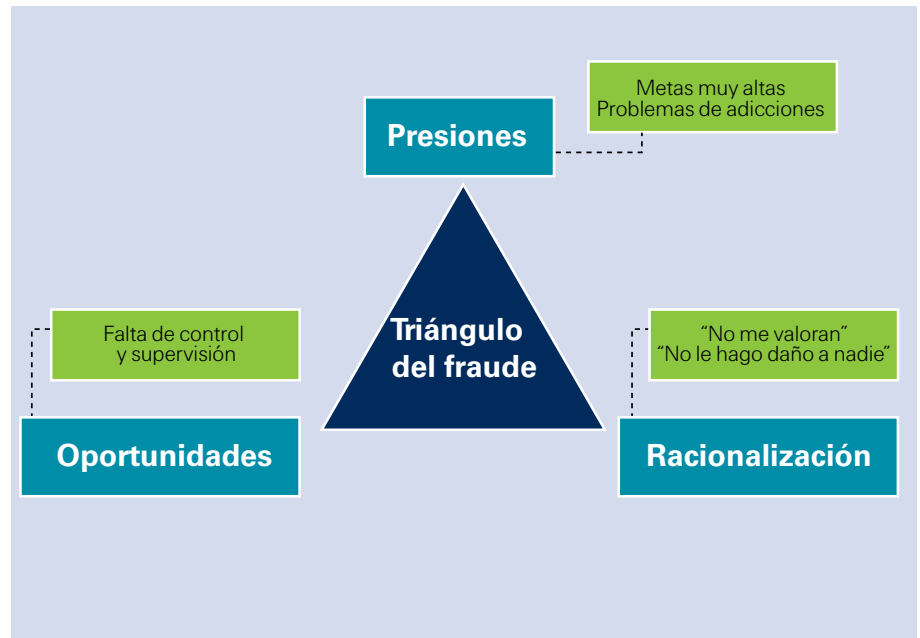 Metas muy altas
Problemas de adicciones
Presiones
Triángulo
del fraude
Falta de control
y supervisión
Oportunidades
“No me valoran”
“No le hago daño a nadie”
Racionalización